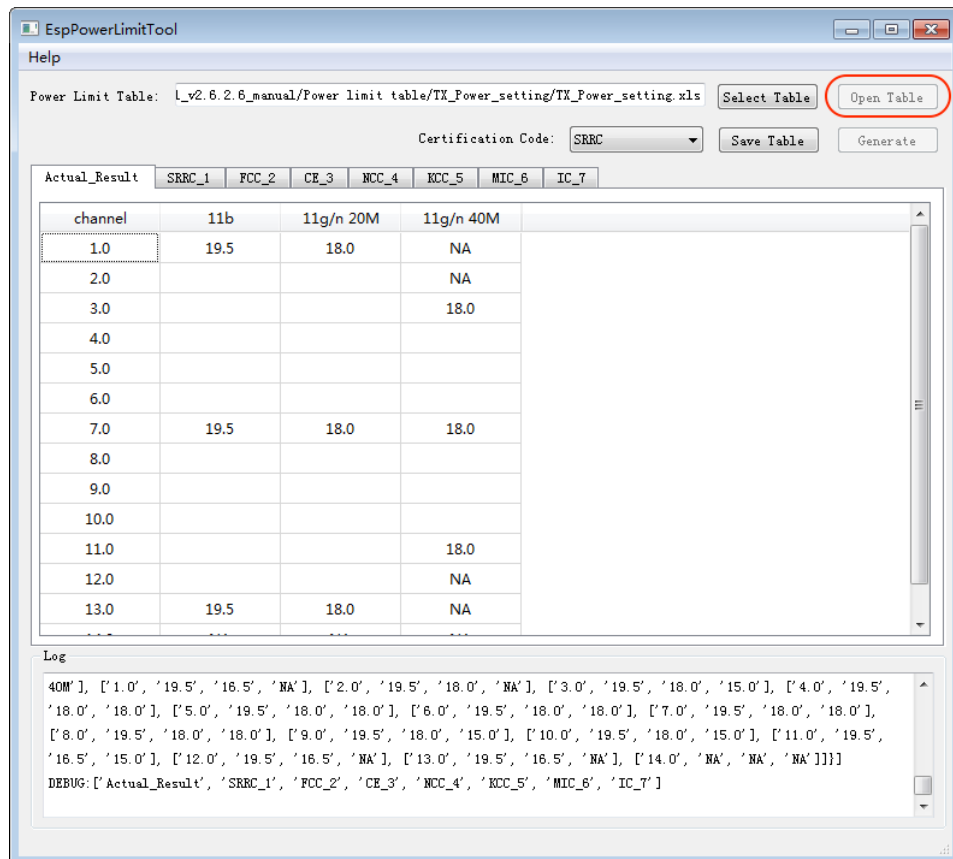 EspPowerLimitTool
Help
Power Limit Table: L_v2.6.2.6_manual/Power limit table/TX_Power_setting/TX_Power_setting.xls Select Table Open Table
Certification Code: SRRC Save Table Generate
Actual_Result SRRC_1 FCC_2 CE_3 NCC_4 KCC_5 MIC_6 IC_7
channel 11b 11g/n 20M 11g/n 40M
1.0 19.5 18.0 NA
2.0 NA
3.0 18.0
4.0
5.0
6.0
7.0 19.5 18.0 18.0
8.0
9.0
10.0
11.0 18.0
12.0 NA
13.0 19.5 18.0 NA
Log
40M'], ['1.0', '19.5', '16.5', 'NA'], ['2.0', '19.5', '18.0', 'NA'], ['3.0', '19.5', '18.0', '15.0'], ['4.0', '19.5',
'18.0', '18.0'], ['5.0', '19.5', '18.0', '18.0'], ['6.0', '19.5', '18.0', '18.0'], ['7.0', '19.5', '18.0', '18.0'],
['8.0', '19.5', '18.0', '18.0'], ['9.0', '19.5', '18.0', '15.0'], ['10.0', '19.5', '18.0', '15.0'], ['11.0', '19.5',
'16.5', '15.0'], ['12.0', '19.5', '16.5', 'NA'], ['13.0', '19.5', '16.5', 'NA'], ['14.0', 'NA', 'NA', 'NA']]}]
DEBUG:['Actual_Result', 'SRRC_1', 'FCC_2', 'CE_3', 'NCC_4', 'KCC_5', 'MIC_6', 'IC_7']